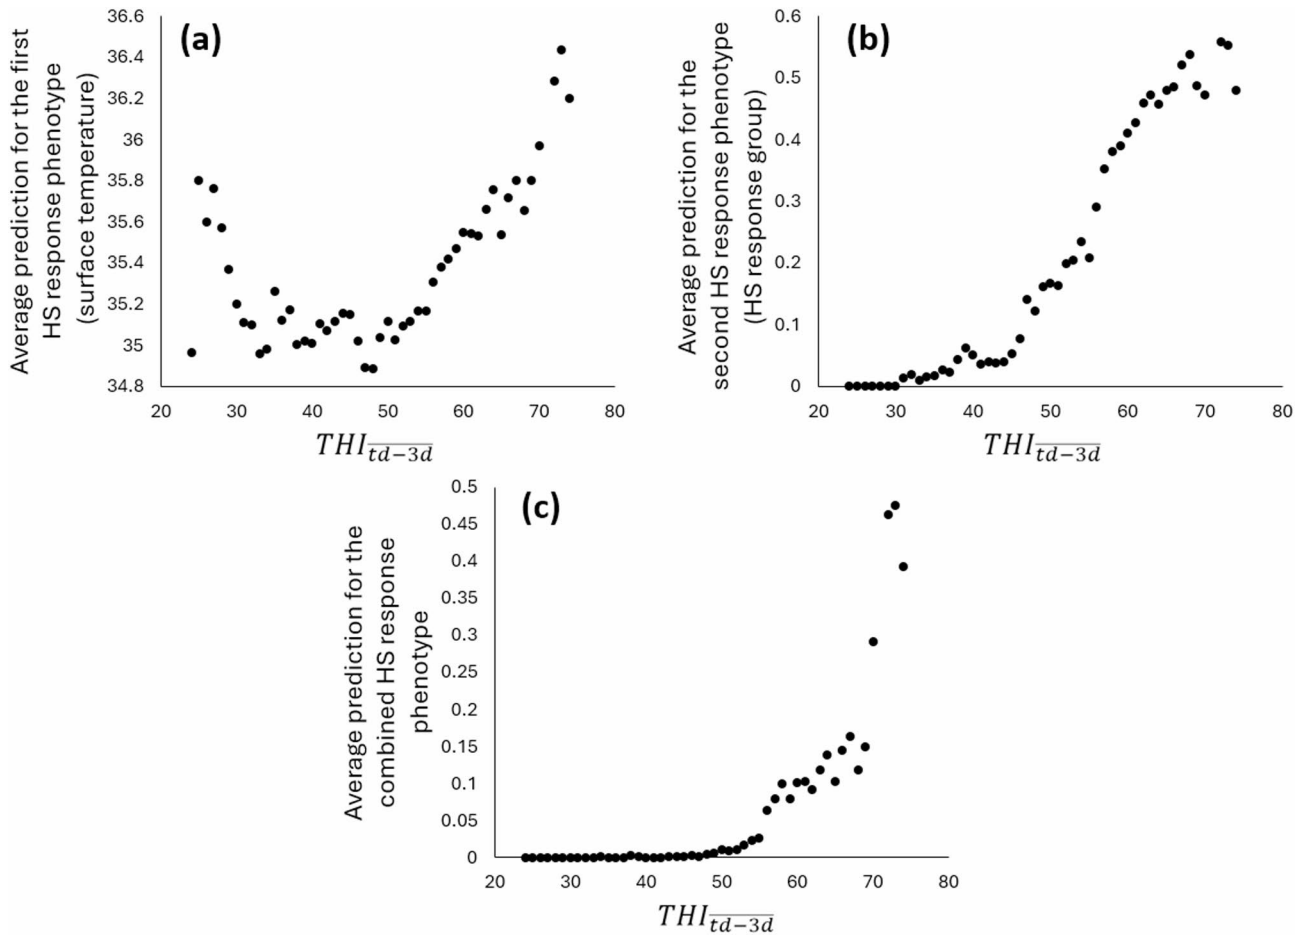 (a)
Average prediction for the first
HS response phenotype
(surface temperature)
36.6
36.4
36.2
36
35.8
35.6
35.4
35.2
35
34.8
20 30 40 50 60 70 80
THI td−3d
(b)
Average prediction for the
second HS response phenotype
(HS response group)
0.6
0.5
0.4
0.3
0.2
0.1
0
20 30 40 50 60 70 80
THI td−3d
(c)
Average prediction for the
combined HS response
phenotype
0.5
0.45
0.4
0.35
0.3
0.25
0.2
0.15
0.1
0.05
0
20 30 40 50 60 70 80
THI td−3d